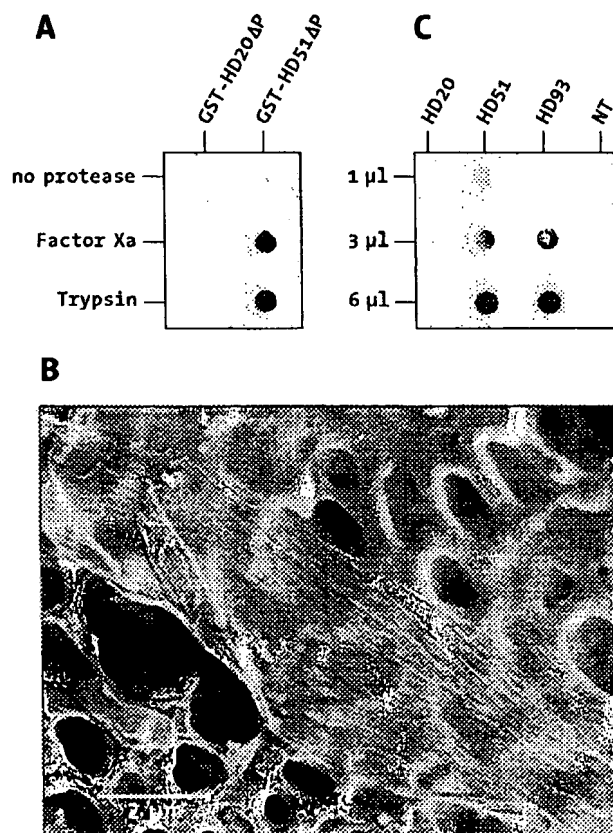 A
C
GST-HD20ΔP
GST-HD51ΔP
HD20
HD51
HD93
NT
no protease
Factor Xa
Trypsin
1 µl
3 µl
6 µl
B